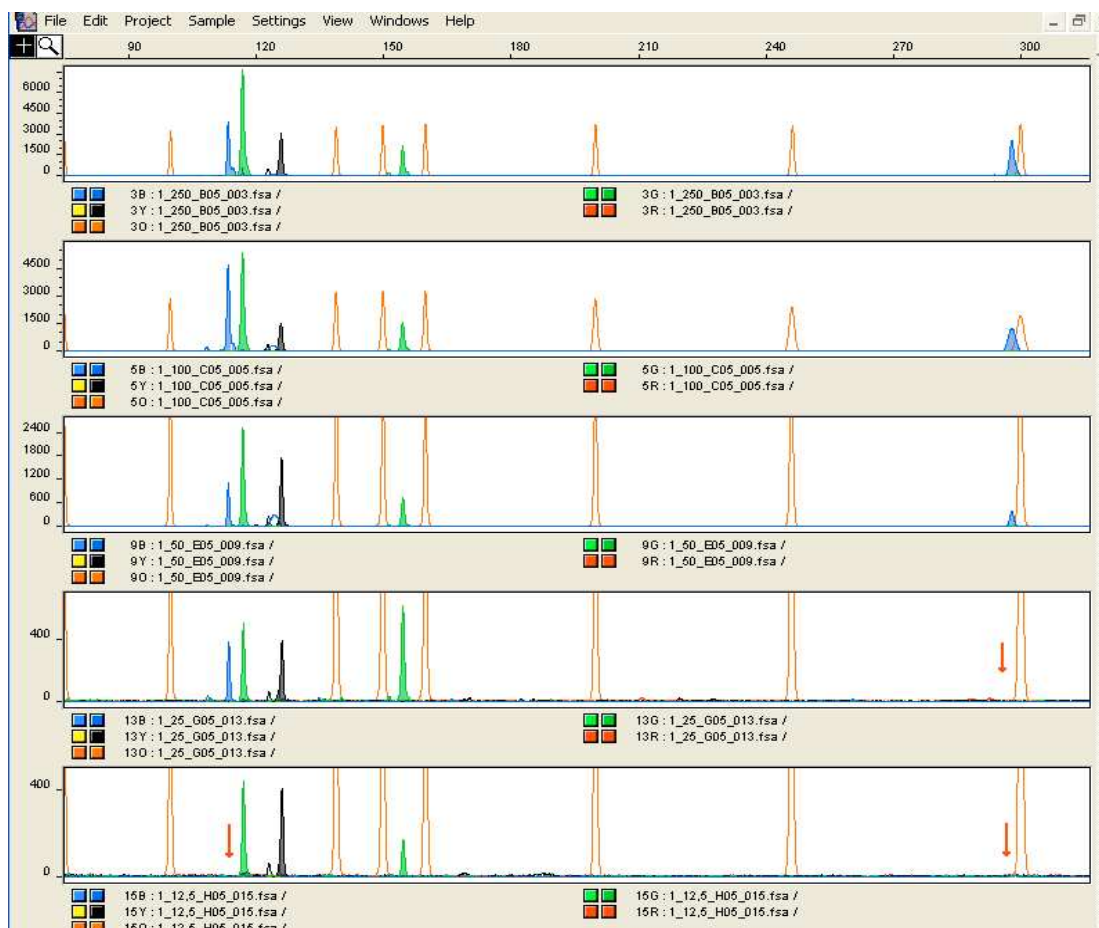 File Edit Project Sample Settings View Windows Help
90 120 150 180 210 240 270 300
6000
4500
3000
1500
0
3B : 1_250_B05_003.fsa / 3G : 1_250_B05_003.fsa /
3Y : 1_250_B05_003.fsa / 3R : 1_250_B05_003.fsa /
3O : 1_250_B05_003.fsa /
4500
3000
1500
0
5B : 1_100_C05_005.fsa / 5G : 1_100_C05_005.fsa /
5Y : 1_100_C05_005.fsa / 5R : 1_100_C05_005.fsa /
5O : 1_100_C05_005.fsa /
2400
1800
1200
600
0
9B : 1_50_E05_009.fsa / 9G : 1_50_E05_009.fsa /
9Y : 1_50_E05_009.fsa / 9R : 1_50_E05_009.fsa /
9O : 1_50_E05_009.fsa /
400
0
13B : 1_25_G05_013.fsa / 13G : 1_25_G05_013.fsa /
13Y : 1_25_G05_013.fsa / 13R : 1_25_G05_013.fsa /
13O : 1_25_G05_013.fsa /
400
0
15B : 1_12,5_H05_015.fsa / 15G : 1_12,5_H05_015.fsa /
15Y : 1_12,5_H05_015.fsa / 15R : 1_12,5_H05_015.fsa /
15O : 1_12,5_H05_015.fsa /